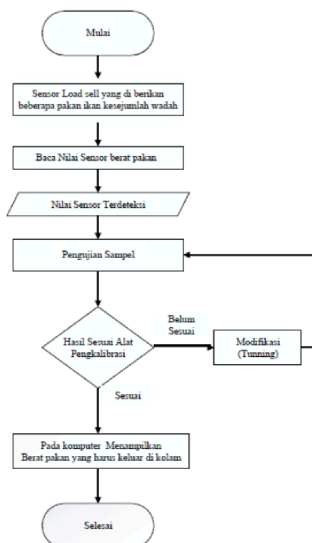 Mulai
Sensor Load sell yang di berikan
beberapa pakan ikan kesejumlah wadah
Baca Nilai Sensor berat pakan
Nilai Sensor Terdeteksi
Pengujian Sampel
Hasil Sesuai Alat
Pengkalibrasi
Belum
Sesuai
Modifikasi
(Tunning)
Sesuai
Pada komputer Menampilkan
Berat pakan yang harus keluar di kolam
Selesai